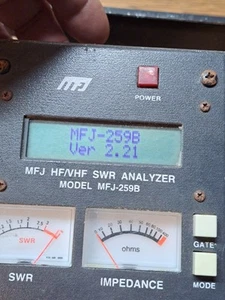 MFJ
POWER
MFJ-259B
Ver 2.21
MFJ HF/VHF SWR ANALYZER
MODEL MFJ-259B
SWR
ohms
GATE
MODE
SWR
IMPEDANCE